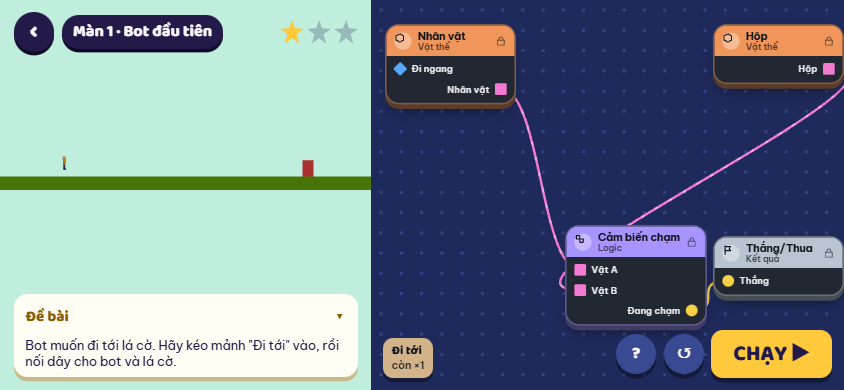 Màn 1 · Bot đầu tiên
Đề bài
Bot muốn đi tới lá cờ. Hãy kéo mảnh "Đi tới" vào, rồi
nối dây cho bot và lá cờ.
Nhân vật
Vật thể
Đi ngang
Nhân vật
Hộp
Vật thể
Hộp
Cảm biến chạm
Logic
Vật A
Vật B
Đang chạm
Thắng/Thua
Kết quả
Thắng
Đi tới
còn ×1
?
CHẠY